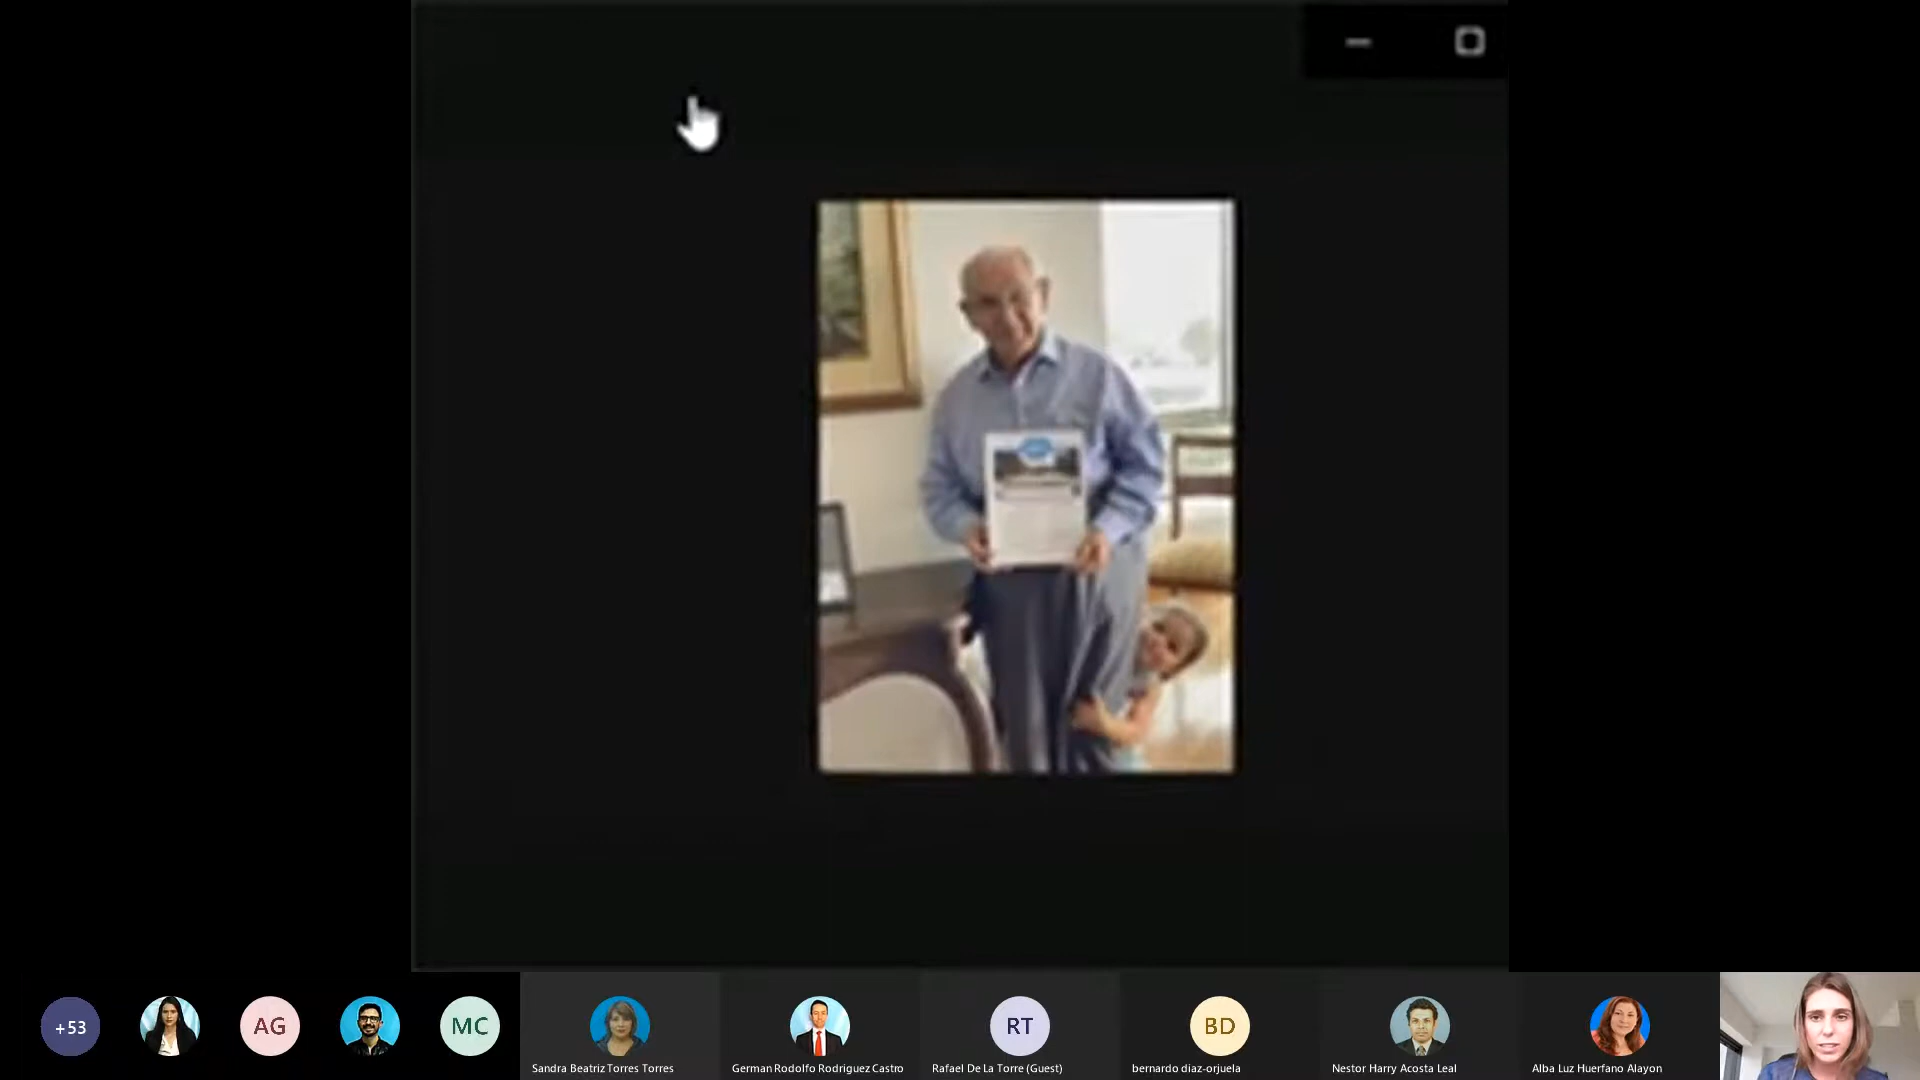 +53
AG
MC
RT
BD
Sandra Beatriz Torres Torres
German Rodolfo Rodriguez Castro
Rafael De La Torre (Guest)
bernardo diaz-orjuela
Nestor Harry Acosta Leal
Alba Luz Huerfano Alayon